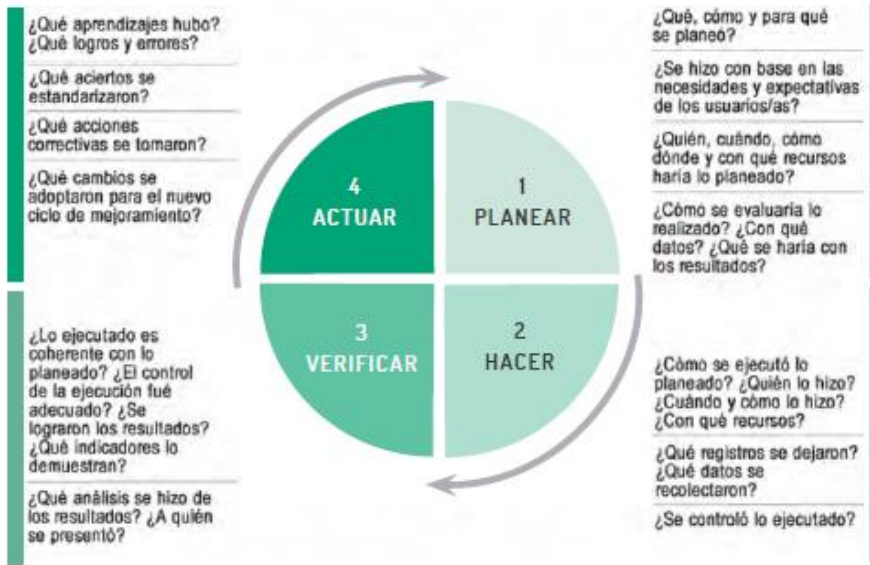 ¿Qué aprendizajes hubo?
¿Qué logros y errores?
¿Qué aciertos se
estandarizaron?
¿Qué acciones
correctivas se tomaron?
¿Qué cambios se
adoptaron para el nuevo
ciclo de mejoramiento?
4
ACTUAR
1
PLANEAR
¿Qué, cómo y para qué
se planeó?
¿Se hizo con base en las
necesidades y expectativas
de los usuarios/as?
¿Quién, cuándo, cómo
dónde y con qué recursos
haría lo planeado?
¿Cómo se evaluaría lo
realizado? ¿Con qué
datos? ¿Qué se haría con
los resultados?
¿Lo ejecutado es
coherente con lo
planeado? ¿El control
de la ejecución fué
adecuado? ¿Se
lograron los resultados?
¿Qué indicadores lo
demuestran?
¿Qué análisis se hizo de
los resultados? ¿A quién
se presentó?
3
VERIFICAR
2
HACER
¿Cómo se ejecutó lo
planeado? ¿Quién lo hizo?
¿Cuándo y cómo lo hizo?
¿Con qué recursos?
¿Qué registros se dejaron?
¿Qué datos se
recolectaron?
¿Se controló lo ejecutado?